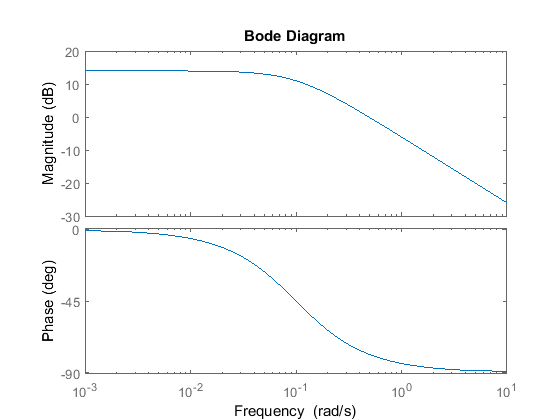 Bode Diagram
Magnitude (dB)
20
10
0
-10
-20
-30
Phase (deg)
0
-45
-90
10^-3 10^-2 10^-1 10^0 10^1
Frequency (rad/s)